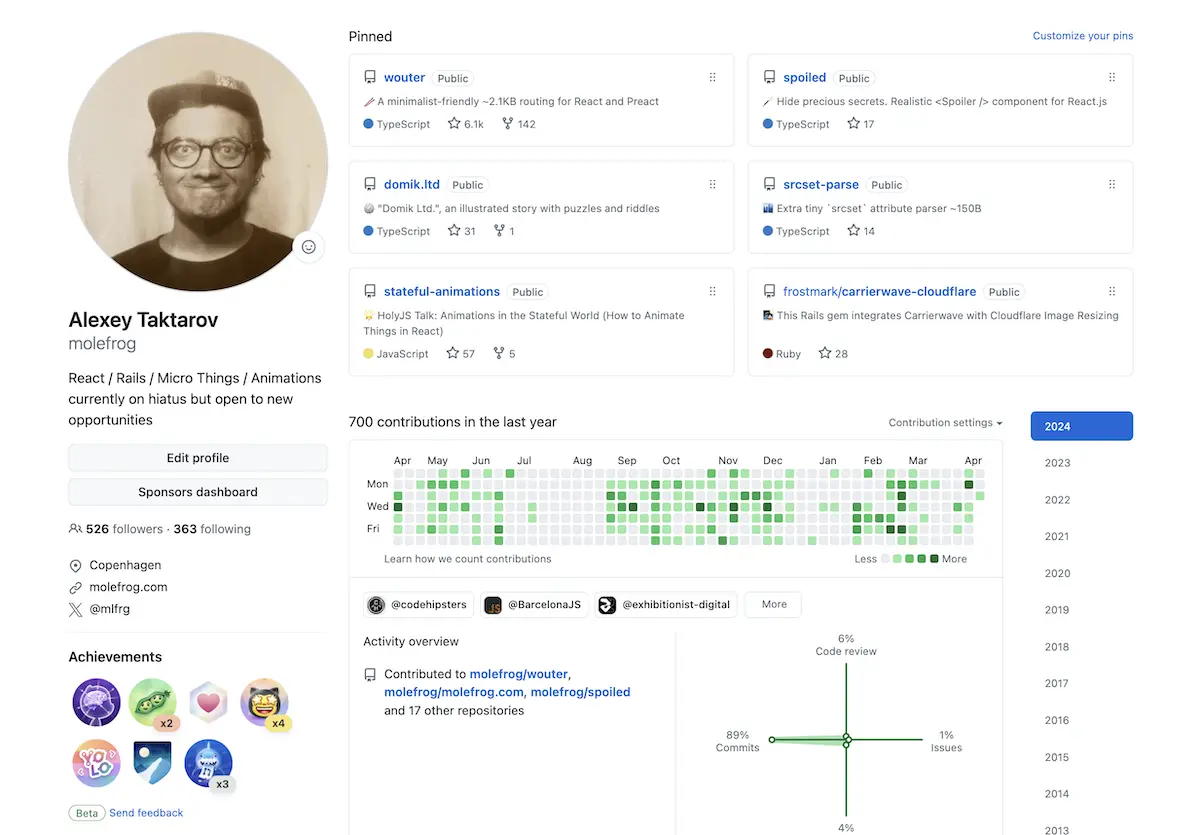 Alexey Taktarov
molefrog
React / Rails / Micro Things / Animations
currently on hiatus but open to new
opportunities
Edit profile
Sponsors dashboard
526 followers · 363 following
Copenhagen
molefrog.com
@mlfrg
Achievements
x2
x4
YOLO
x3
Beta Send feedback
Pinned
Customize your pins
wouter Public
A minimalist-friendly ~2.1KB routing for React and Preact
TypeScript 6.1k 142
spoiled Public
Hide precious secrets. Realistic <Spoiler /> component for React.js
TypeScript 17
domik.ltd Public
"Domik Ltd.", an illustrated story with puzzles and riddles
TypeScript 31 1
srcset-parse Public
Extra tiny `srcset` attribute parser ~150B
TypeScript 14
stateful-animations Public
HolyJS Talk: Animations in the Stateful World (How to Animate
Things in React)
JavaScript 57 5
frostmark/carrierwave-cloudflare Public
This Rails gem integrates Carrierwave with Cloudflare Image Resizing
Ruby 28
700 contributions in the last year
Contribution settings
Apr May Jun Jul Aug Sep Oct Nov Dec Jan Feb Mar Apr
Mon
Wed
Fri
Learn how we count contributions
Less More
@codehipsters JS @BarcelonaJS @exhibitionist-digital More
Activity overview
Contributed to molefrog/wouter,
molefrog/molefrog.com, molefrog/spoiled
and 17 other repositories
6%
Code review
89%
Commits
1%
Issues
4%
2024
2023
2022
2021
2020
2019
2018
2017
2016
2015
2014
2013